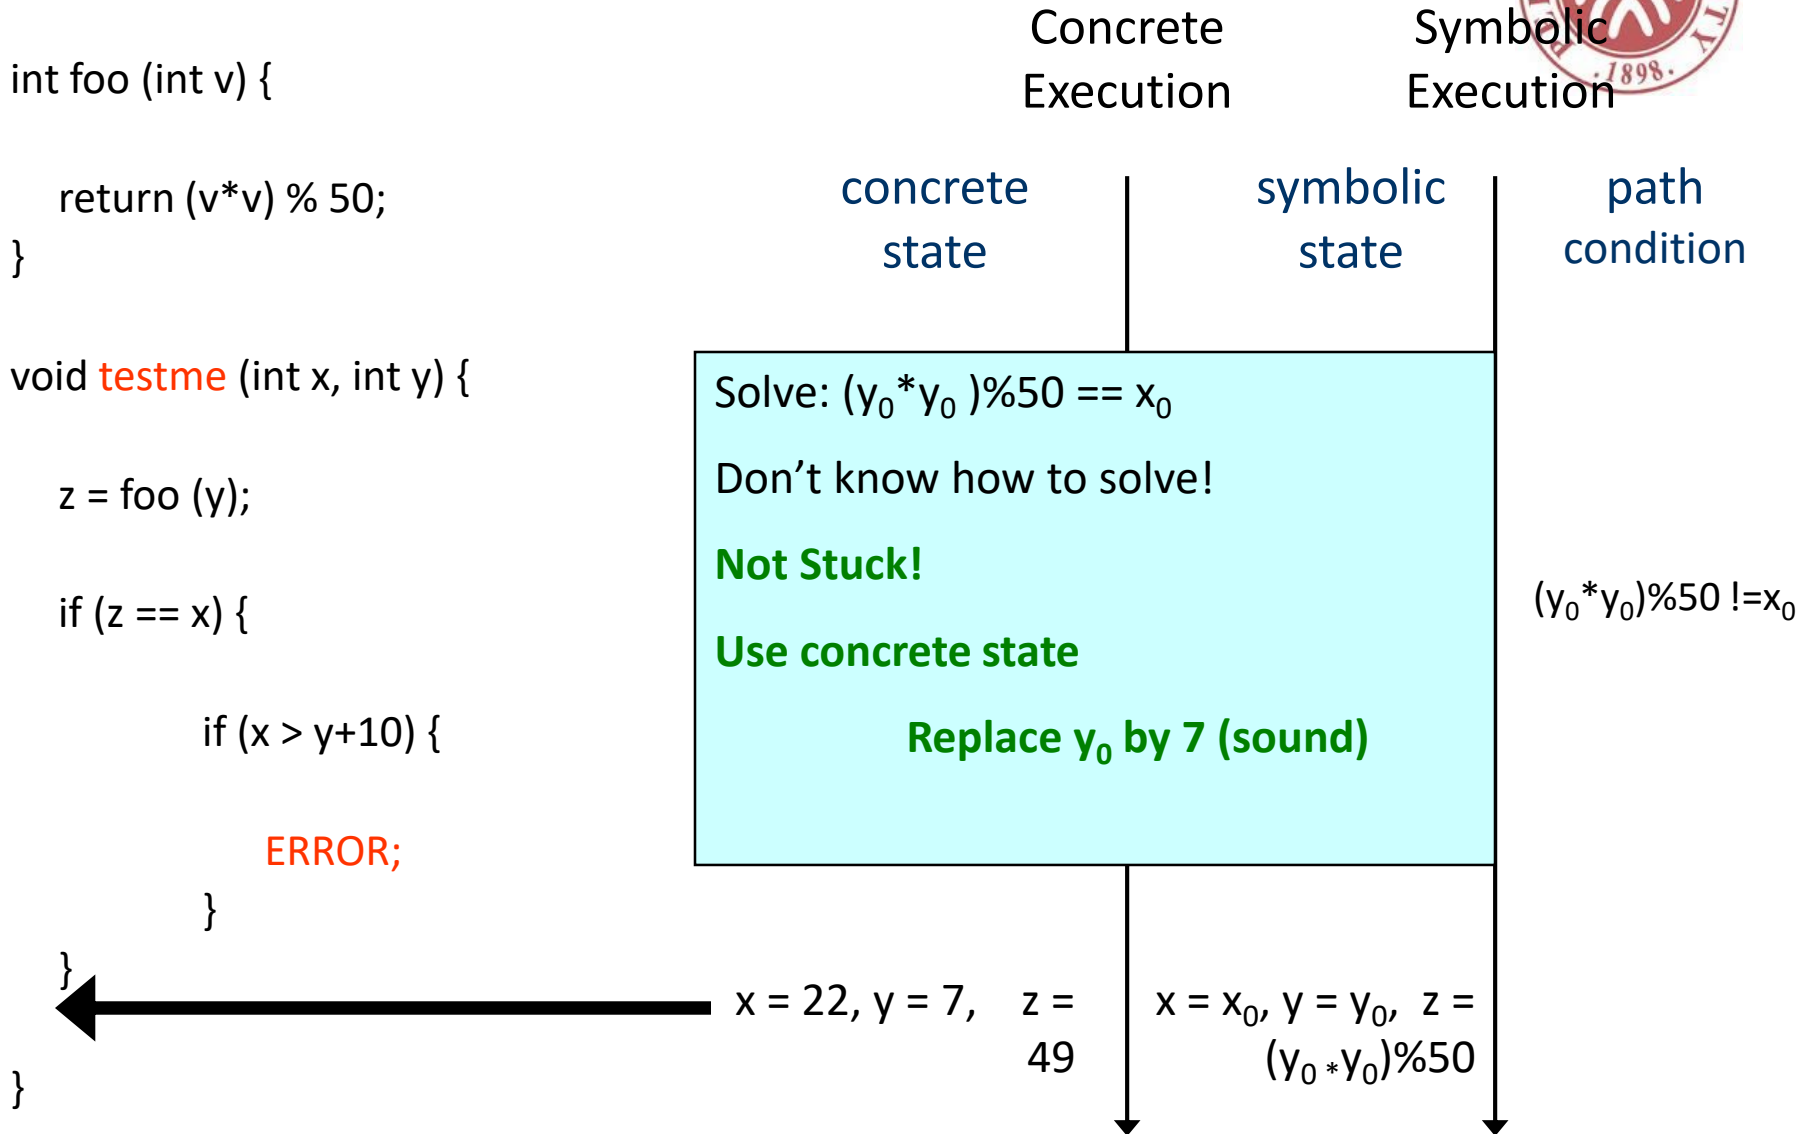 Concrete
Execution
Symbolic
Execution
·1898·
int foo (int v) {
return (v*v) % 50;
}
void testme (int x, int y) {
z = foo (y);
if (z == x) {
if (x > y+10) {
ERROR;
}
}
}
concrete
state
symbolic
state
path
condition
Solve: (y₀*y₀ )%50 == x₀
Don’t know how to solve!
Not Stuck!
Use concrete state
Replace y₀ by 7 (sound)
(y₀*y₀)%50 !=x₀
x = 22, y = 7, z =
49
x = x₀, y = y₀, z =
(y₀ *y₀)%50